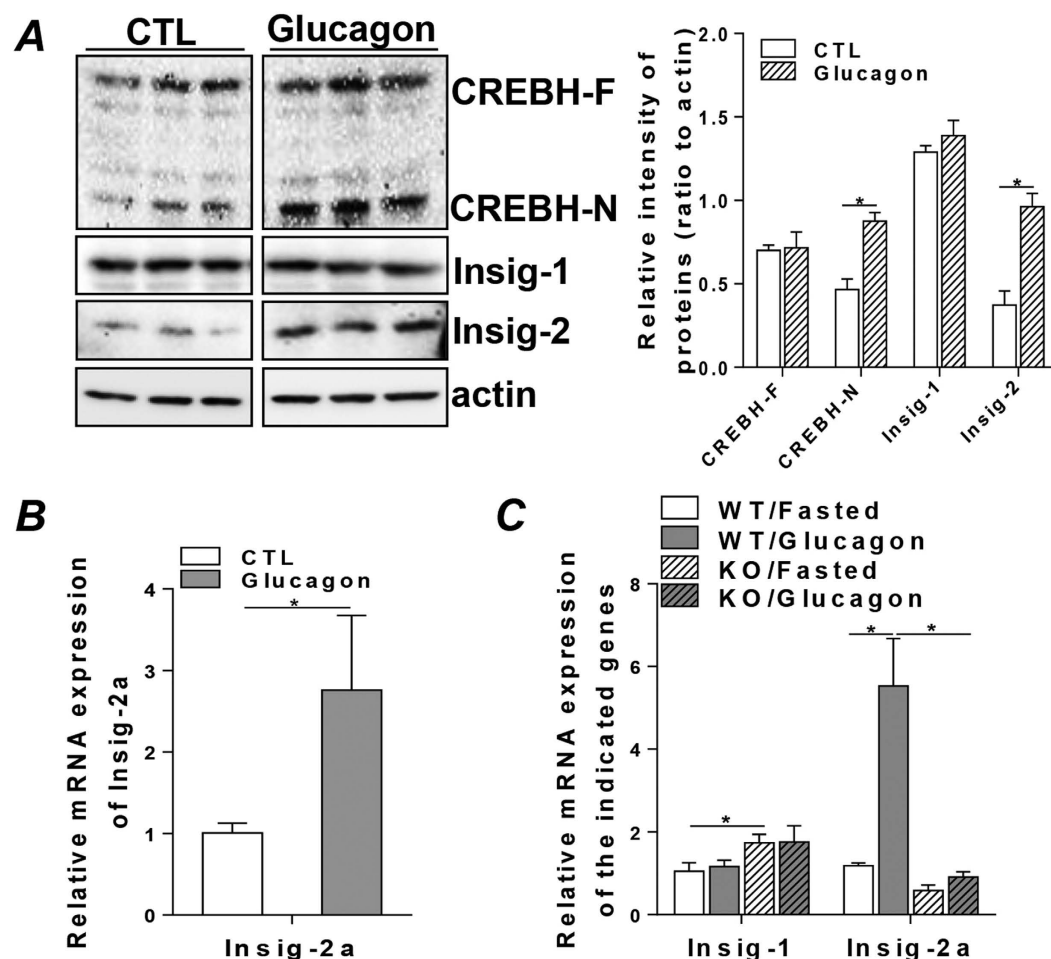 A
CTL Glucagon
CREBH-F
CREBH-N
Insig-1
Insig-2
actin
Relative intensity of
proteins (ratio to actin)
2.0
1.5
1.0
0.5
0.0
CTL
Glucagon
*
*
CREBH-F
CREBH-N
Insig-1
Insig-2
B
CTL
Glucagon
Relative mRNA expression
of Insig-2a
4
3
2
1
0
*
Insig-2a
C
WT/Fasted
WT/Glucagon
KO/Fasted
KO/Glucagon
Relative mRNA expression
of the indicated genes
8
6
4
2
0
*
* *
Insig-1 Insig-2a